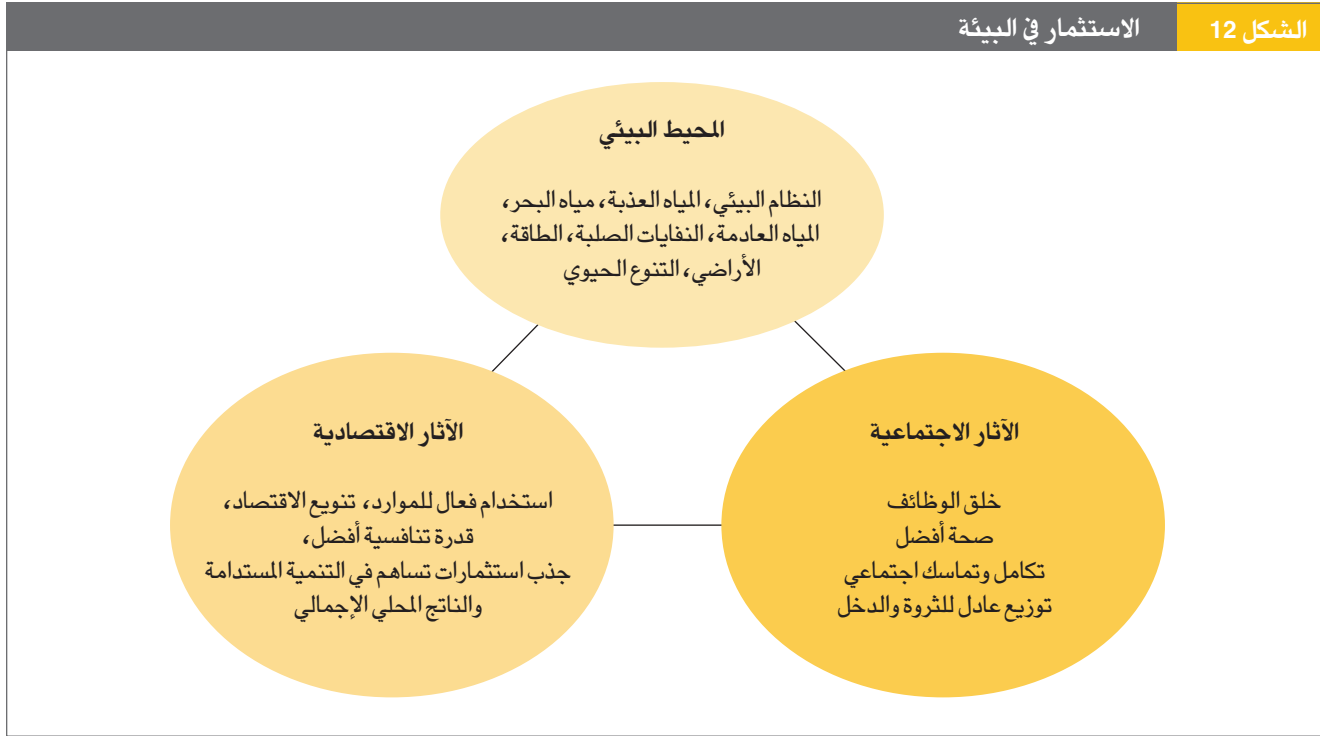 الشكل 12 الاستثمار في البيئة
المحيط البيئي
النظام البيئي، المياه العذبة، مياه البحر،
المياه العادمة، النفايات الصلبة، الطاقة،
الأراضي، التنوع الحيوي
الآثار الاجتماعية
خلق الوظائف
صحة أفضل
تكامل وتماسك اجتماعي
توزيع عادل للثروة والدخل
الآثار الاقتصادية
استخدام فعال للموارد، تنويع الاقتصاد،
قدرة تنافسية أفضل،
جذب استثمارات تساهم في التنمية المستدامة
والناتج المحلي الإجمالي